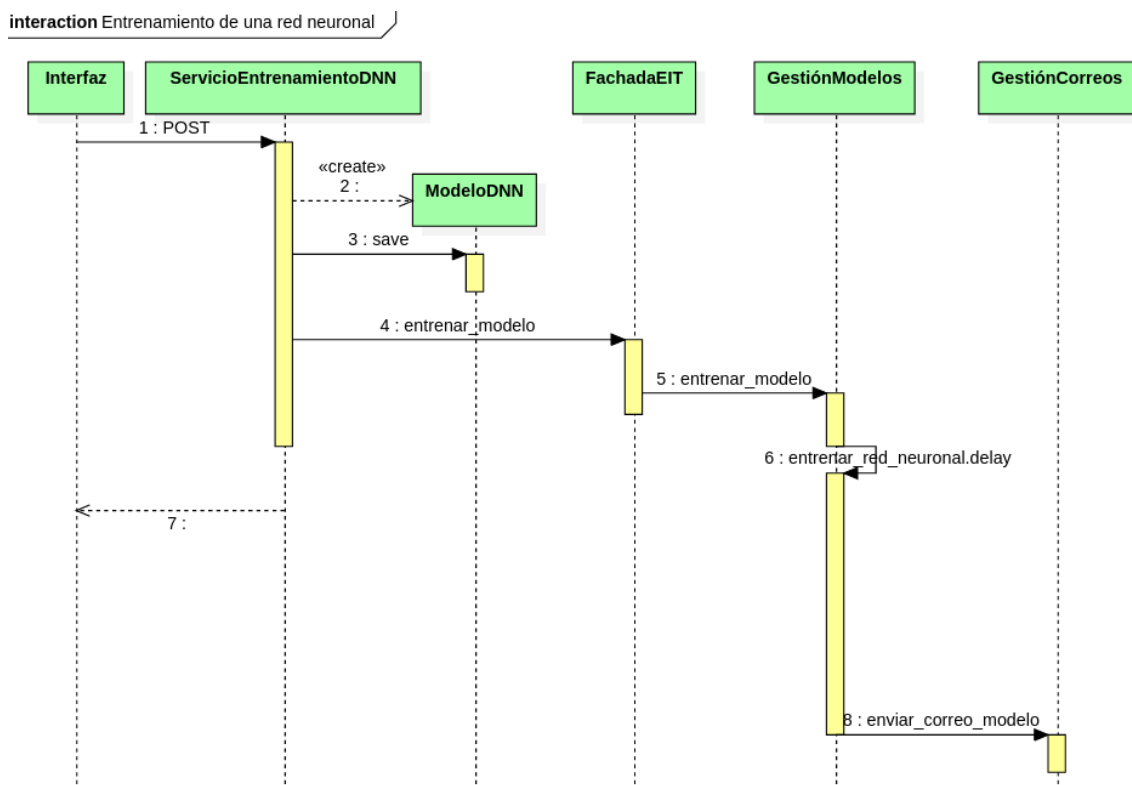 interaction Entrenamiento de una red neuronal
Interfaz
ServicioEntrenamientoDNN
FachadaEIT
GestiónModelos
GestiónCorreos
1 : POST
«create»
2 :
ModeloDNN
3 : save
4 : entrenar_modelo
5 : entrenar_modelo
6 : entrenar_red_neuronal.delay
7 :
8 : enviar_correo_modelo